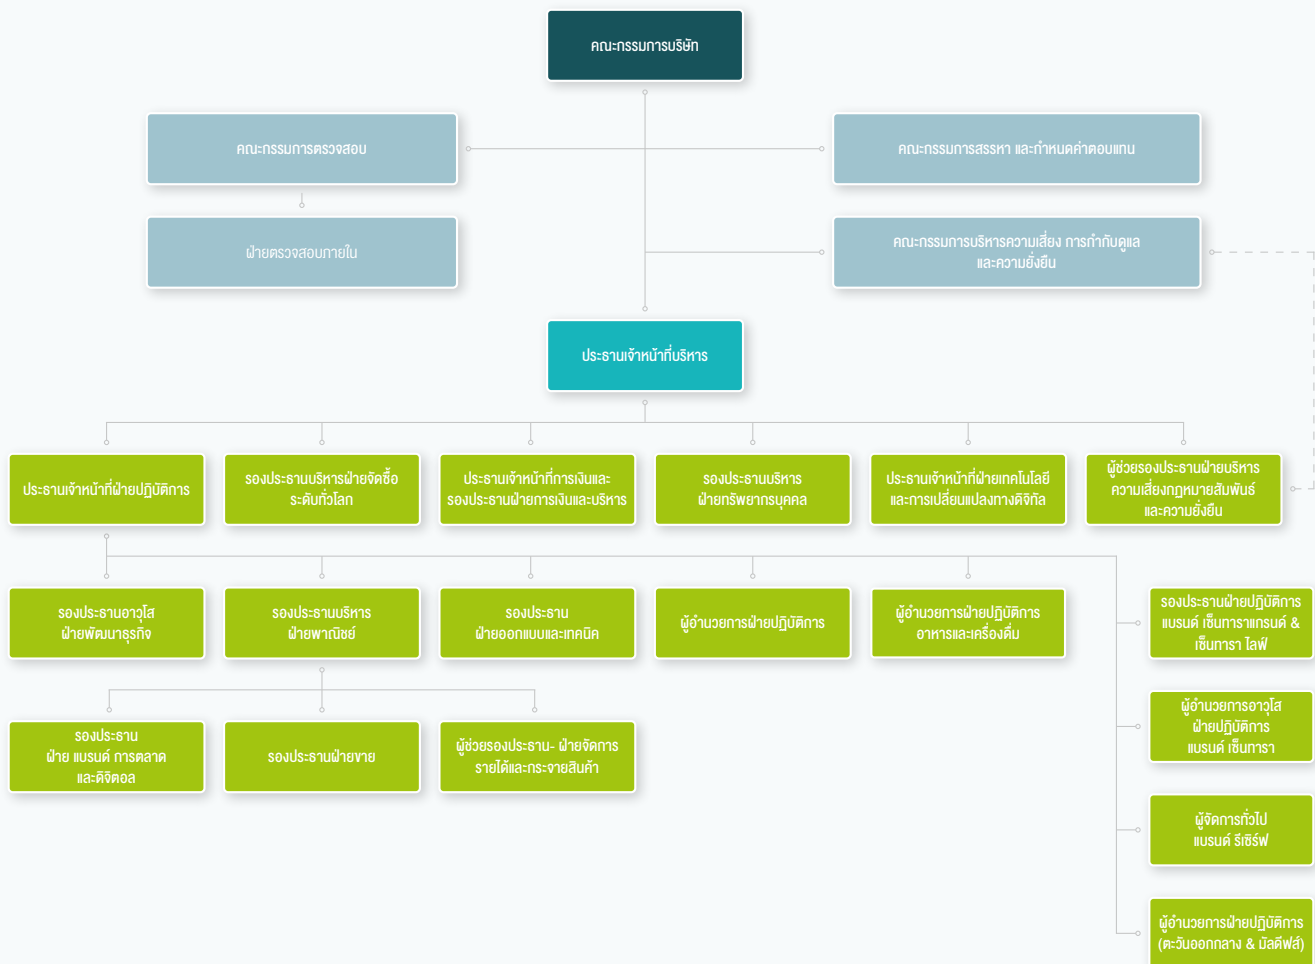 คณะกรรมการบริษัท
คณะกรรมการตรวจสอบ
คณะกรรมการสรรหา และกำหนดค่าตอบแทน
ฝ่ายตรวจสอบภายใน
คณะกรรมการบริหารความเสี่ยง การกำกับดูแล
และความยั่งยืน
ประธานเจ้าหน้าที่บริหาร
ประธานเจ้าหน้าที่ฝ่ายปฏิบัติการ
รองประธานบริหารฝ่ายจัดซื้อ
ระดับทั่วโลก
ประธานเจ้าหน้าที่การเงินและ
รองประธานฝ่ายการเงินและบริหาร
รองประธานบริหาร
ฝ่ายทรัพยากรบุคคล
ประธานเจ้าหน้าที่ฝ่ายเทคโนโลยี
และการเปลี่ยนแปลงทางดิจิทัล
ผู้ช่วยรองประธานฝ่ายบริหาร
ความเสี่ยงกฎหมายสัมพันธ์
และความยั่งยืน
รองประธานอาวุโส
ฝ่ายพัฒนาธุรกิจ
รองประธานบริหาร
ฝ่ายพาณิชย์
รองประธาน
ฝ่ายออกแบบและเทคนิค
ผู้อำนวยการฝ่ายปฏิบัติการ
ผู้อำนวยการฝ่ายปฏิบัติการ
อาหารและเครื่องดื่ม
รองประธานฝ่ายปฏิบัติการ
แบรนด์ เซ็นทาราแกรนด์ &
เซ็นทารา ไลฟ์
รองประธาน
ฝ่าย แบรนด์ การตลาด
และดิจิตอล
รองประธานฝ่ายขาย
ผู้ช่วยรองประธาน- ฝ่ายจัดการ
รายได้และกระจายสินค้า
ผู้อำนวยการอาวุโส
ฝ่ายปฏิบัติการ
แบรนด์ เซ็นทารา
ผู้จัดการทั่วไป
แบรนด์ รีเซิร์ฟ
ผู้อำนวยการฝ่ายปฏิบัติการ
(ตะวันออกกลาง & มัลดีฟส์)